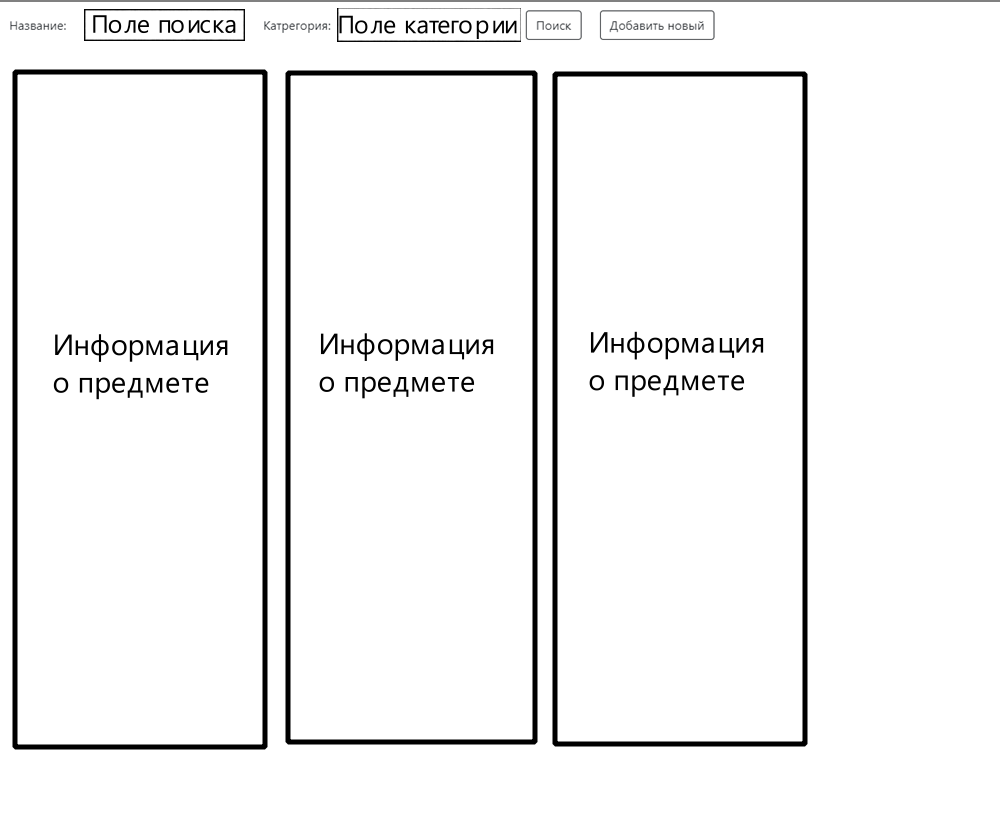 Название: Поле поиска Катрегория: Поле категории Поиск Добавить новый
Информация
о предмете
Информация
о предмете
Информация
о предмете